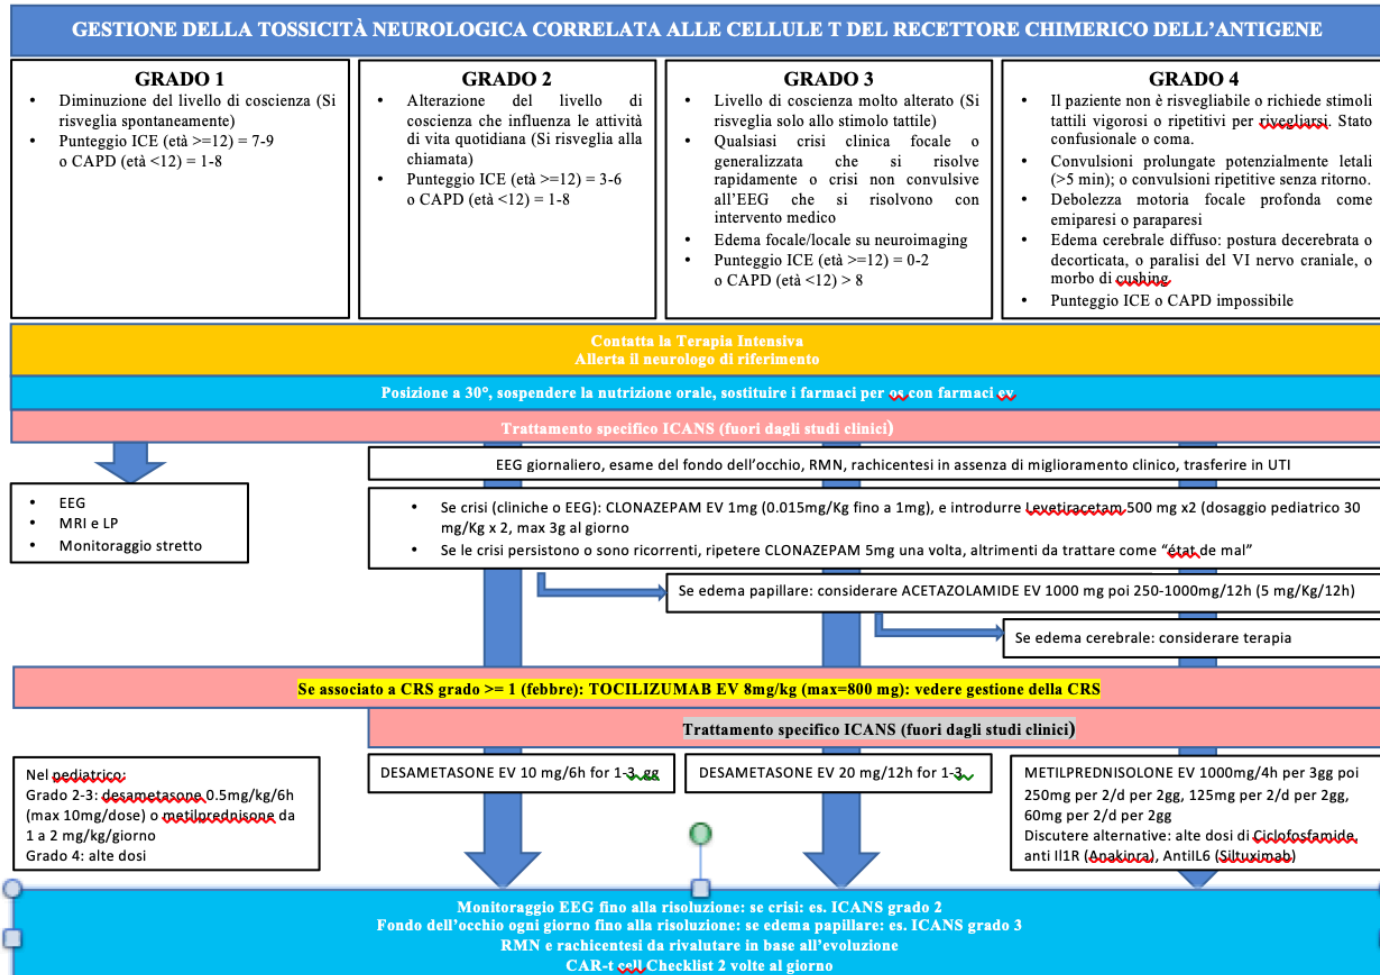 GESTIONE DELLA TOSSICITÀ NEUROLOGICA CORRELATA ALLE CELLULE T DEL RECETTORE CHIMERICO DELL'ANTIGENE
GRADO 1
• Diminuzione del livello di coscienza (Si
risveglia spontaneamente)
• Punteggio ICE (età >=12) = 7-9
o CAPD (età <12) = 1-8
GRADO 2
• Alterazione del livello di
coscienza che influenza le attività
di vita quotidiana (Si risveglia alla
chiamata)
• Punteggio ICE (età >=12) = 3-6
o CAPD (età <12) = 1-8
GRADO 3
• Livello di coscienza molto alterato (Si
risveglia solo allo stimolo tattile)
• Qualsiasi crisi clinica focale o
generalizzata che si risolve
rapidamente o crisi non convulsive
all'EEG che si risolvono con
intervento medico
• Edema focale/locale su neuroimaging
• Punteggio ICE (età >=12) = 0-2
o CAPD (età <12) > 8
GRADO 4
• Il paziente non è risvegliabile o richiede stimoli
tattili vigorosi o ripetitivi per rivegliarsi. Stato
confusionale o coma.
• Convulsioni prolungate potenzialmente letali
(>5 min); o convulsioni ripetitive senza ritorno.
• Debolezza motoria focale profonda come
emiparesi o paraparesi
• Edema cerebrale diffuso: postura decerebrata o
decorticata, o paralisi del VI nervo craniale, o
morbo di cushing
• Punteggio ICE o CAPD impossibile
Contatta la Terapia Intensiva
Allerta il neurologo di riferimento
Posizione a 30°, sospendere la nutrizione orale, sostituire i farmaci per os con farmaci ev
Trattamento specifico ICANS (fuori dagli studi clinici)
• EEG
• MRI e LP
• Monitoraggio stretto
EEG giornaliero, esame del fondo dell'occhio, RMN, rachicentesi in assenza di miglioramento clinico, trasferire in UTI
• Se crisi (cliniche o EEG): CLONAZEPAM EV 1mg (0.015mg/Kg fino a 1mg), e introdurre Levetiracetam 500 mg x2 (dosaggio pediatrico 30
mg/Kg x 2, max 3g al giorno
• Se le crisi persistono o sono ricorrenti, ripetere CLONAZEPAM 5mg una volta, altrimenti da trattare come "état de mal"
Se edema papillare: considerare ACETAZOLAMIDE EV 1000 mg poi 250-1000mg/12h (5 mg/Kg/12h)
Se edema cerebrale: considerare terapia
Se associato a CRS grado >= 1 (febbre): TOCILIZUMAB EV 8mg/kg (max=800 mg): vedere gestione della CRS
Trattamento specifico ICANS (fuori dagli studi clinici)
Nel pediatrico:
Grado 2-3: desametasone 0.5mg/kg/6h
(max 10mg/dose) o metilprednisone da
1 a 2 mg/kg/giorno
Grado 4: alte dosi
DESAMETASONE EV 10 mg/6h for 1-3 gg
DESAMETASONE EV 20 mg/12h for 1-3
METILPREDNISOLONE EV 1000mg/4h per 3gg poi
250mg per 2/d per 2gg, 125mg per 2/d per 2gg,
60mg per 2/d per 2gg
Discutere alternative: alte dosi di Ciclofosfamide,
anti Il1R (Anakinra), AntiIL6 (Siltuximab)
Monitoraggio EEG fino alla risoluzione: se crisi: es. ICANS grado 2
Fondo dell'occhio ogni giorno fino alla risoluzione: se edema papillare: es. ICANS grado 3
RMN e rachicentesi da rivalutare in base all'evoluzione
CAR-t cell Checklist 2 volte al giorno